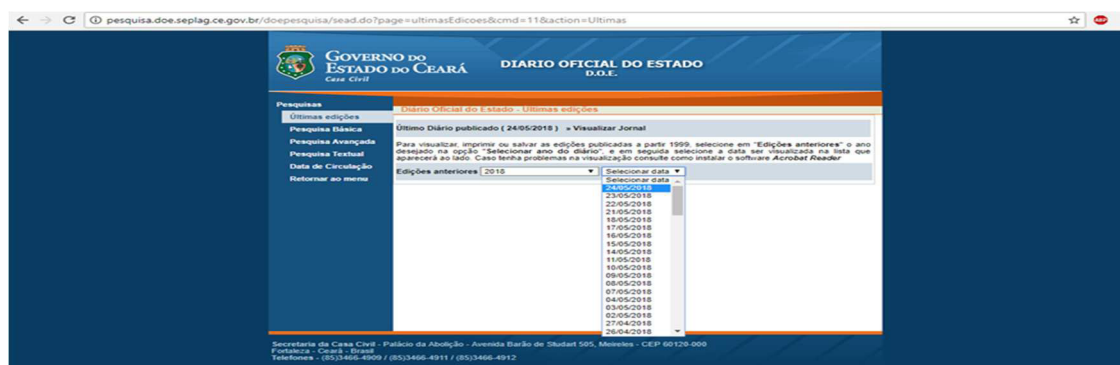 pesquisa.doe.seplag.ce.gov.br/doepesquisa/sead.do?page=ultimasEdicoes&cmd=11&action=Ultimas
ABP
GOVERNO DO
ESTADO DO CEARÁ
Casa Civil
DIARIO OFICIAL DO ESTADO
D.O.E.
Pesquisas
Últimas edições
Pesquisa Básica
Pesquisa Avançada
Pesquisa Textual
Data de Circulação
Retornar ao menu
Diário Oficial do Estado - Ultimas edições
Último Diário publicado ( 24/05/2018 ) » Visualizar Jornal
Para visualizar, imprimir ou salvar as edições publicadas a partir 1999, selecione em "Edições anteriores" o ano
desejado na opção "Selecionar ano do diário", e em seguida selecione a data ser visualizada na lista que
aparecerá ao lado. Caso tenha problemas na visualização consulte como instalar o software Acrobat Reader
Edições anteriores 2018 Selecionar data
Selecionar data
24/05/2018
23/05/2018
22/05/2018
21/05/2018
18/05/2018
17/05/2018
16/05/2018
15/05/2018
14/05/2018
11/05/2018
10/05/2018
09/05/2018
08/05/2018
07/05/2018
04/05/2018
03/05/2018
02/05/2018
27/04/2018
26/04/2018
Secretaria da Casa Civil - Palácio da Abolição - Avenida Barão de Studart 505, Meireles - CEP 60120-000
Fortaleza - Ceará - Brasil
Telefones - (85)3466-4909 / (85)3466-4911 / (85)3466-4912